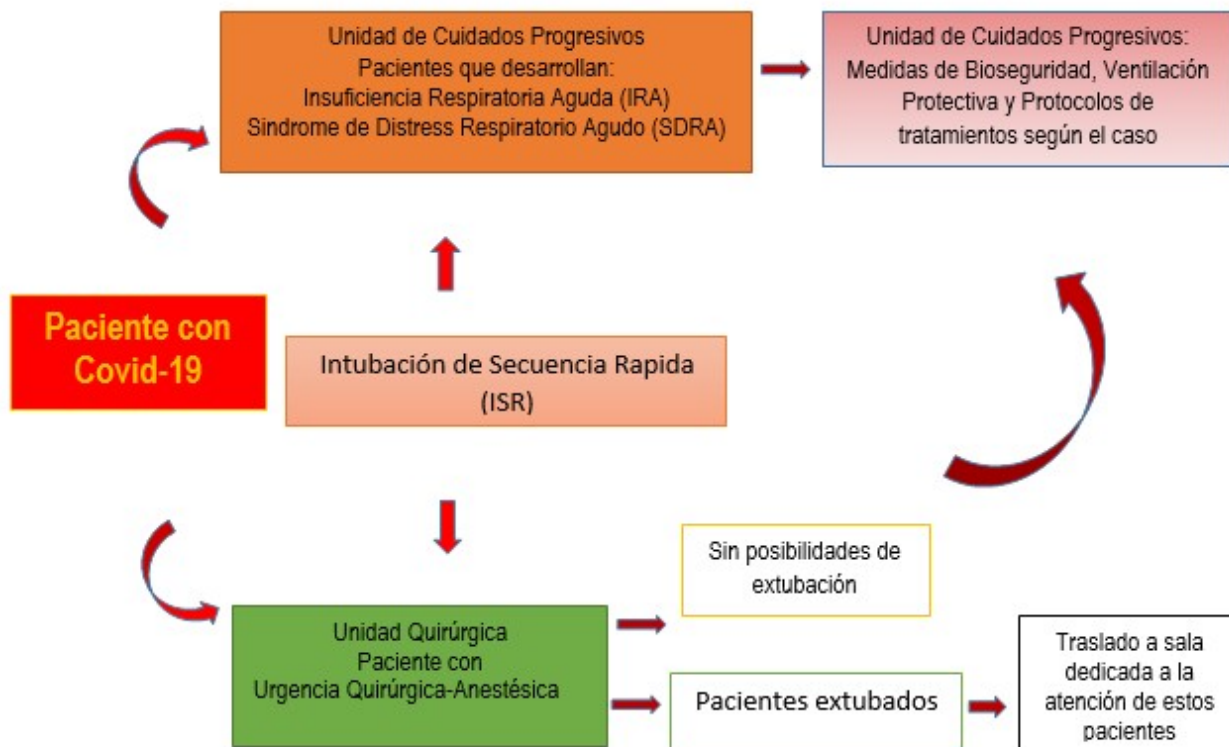 Unidad de Cuidados Progresivos
Pacientes que desarrollan:
Insuficiencia Respiratoria Aguda (IRA)
Sindrome de Distress Respiratorio Agudo (SDRA)
Unidad de Cuidados Progresivos:
Medidas de Bioseguridad, Ventilación
Protectiva y Protocolos de
tratamientos según el caso
Paciente con
Covid-19
Intubación de Secuencia Rapida
(ISR)
Sin posibilidades de
extubación
Unidad Quirúrgica
Paciente con
Urgencia Quirúrgica-Anestésica
Pacientes extubados
Traslado a sala
dedicada a la
atención de estos
pacientes